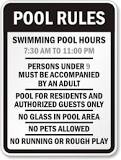 POOL RULES
SWIMMING POOL HOURS
7:30 AM TO 11:00 PM
PERSONS UNDER 9
MUST BE ACCOMPANIED
BY AN ADULT
POOL FOR RESIDENTS AND
AUTHORIZED GUESTS ONLY
NO GLASS IN POOL AREA
NO PETS ALLOWED
NO RUNNING OR ROUGH PLAY